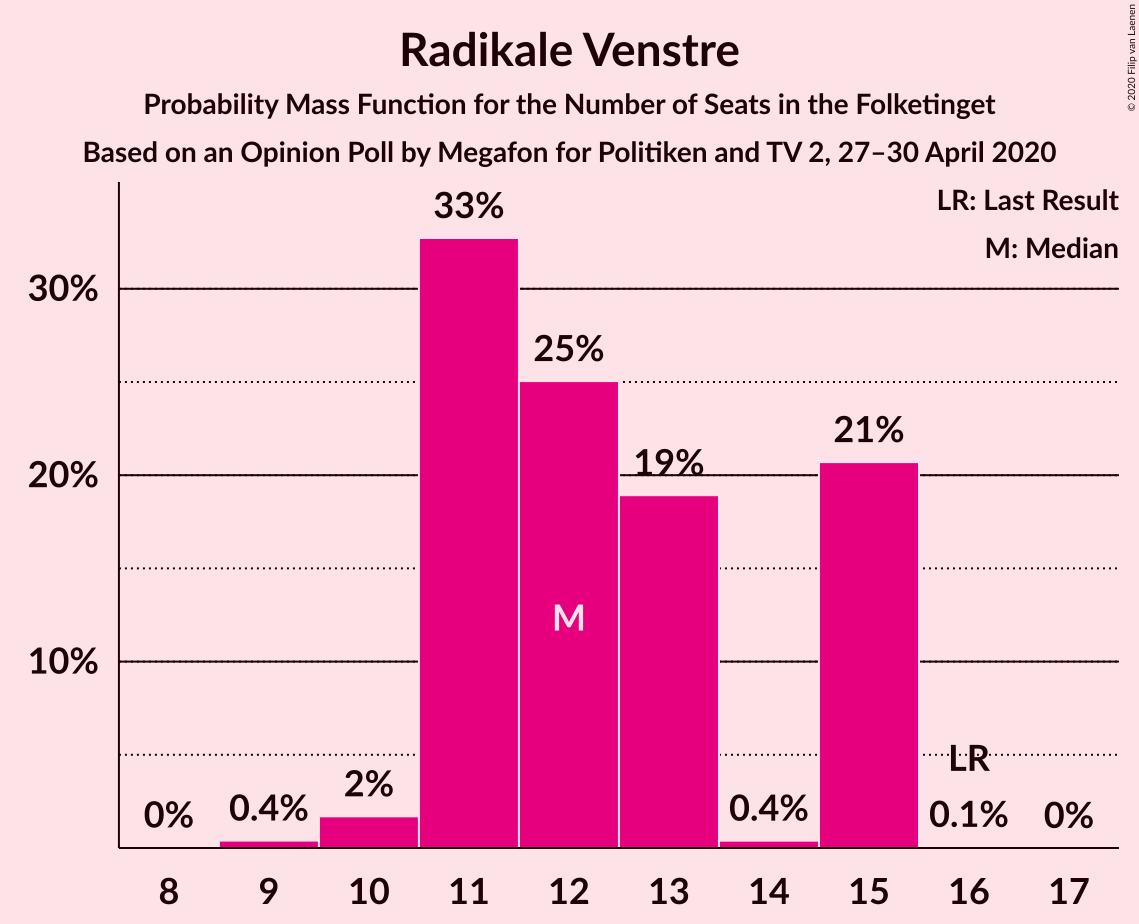 Radikale Venstre
Probability Mass Function for the Number of Seats in the Folketinget
Based on an Opinion Poll by Megafon for Politiken and TV 2, 27–30 April 2020
© 2020 Filip van Laenen
LR: Last Result
M: Median
33%
30%
25%
21%
20%
19%
M
10%
LR
2%
0%
0.4%
0.4%
0.1%
0%
8 9 10 11 12 13 14 15 16 17